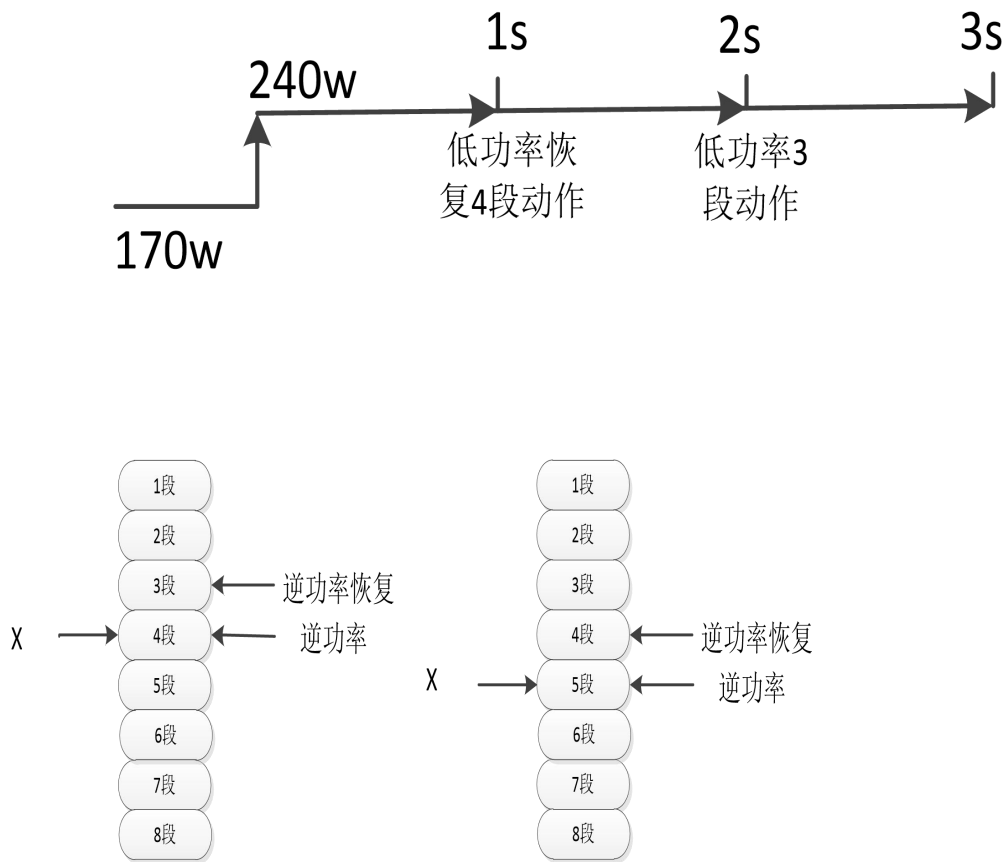 1s
2s
3s
240w
低功率恢
复4段动作
低功率3
段动作
170w
1段
2段
3段
逆功率恢复
X
4段
逆功率
5段
6段
7段
8段
1段
2段
3段
4段
逆功率恢复
X
5段
逆功率
6段
7段
8段